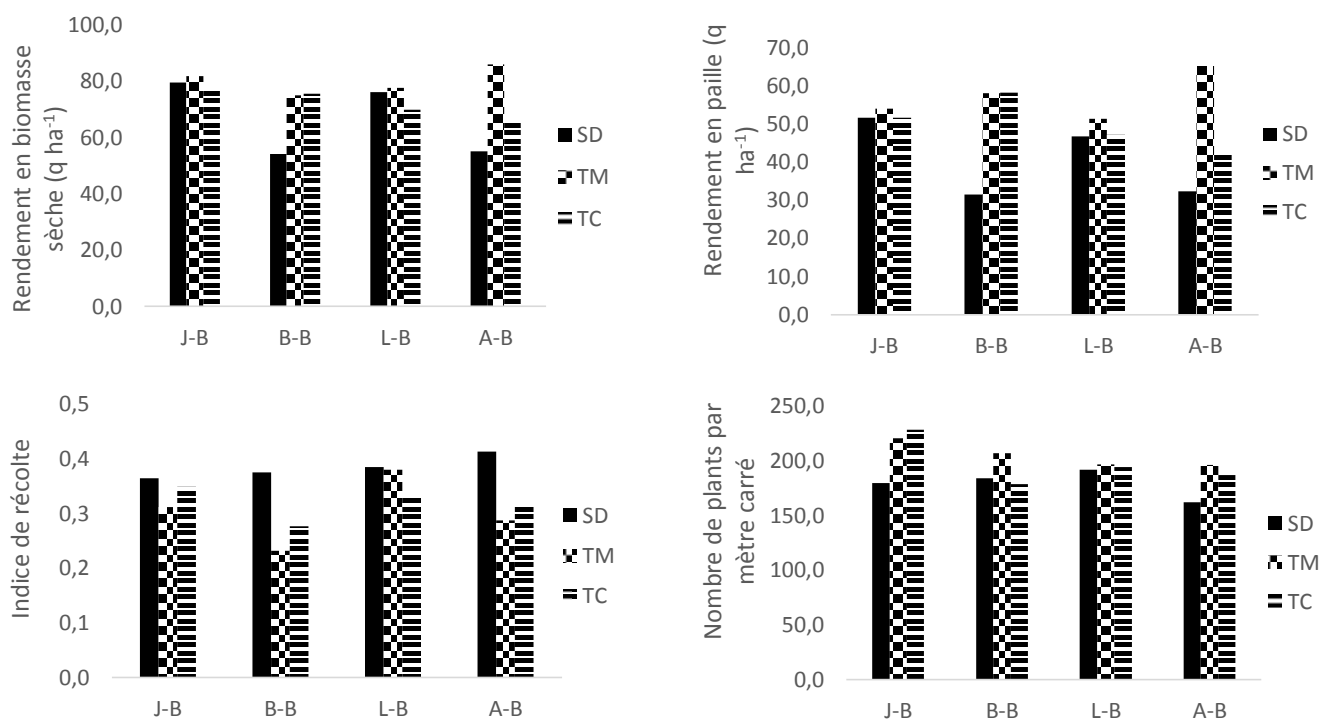 Rendement en biomasse
sèche (q ha⁻¹)
100,0
80,0
60,0
40,0
20,0
0,0
J-B B-B L-B A-B
SD
TM
TC
Rendement en paille (q
ha⁻¹)
70,0
60,0
50,0
40,0
30,0
20,0
10,0
0,0
J-B B-B L-B A-B
SD
TM
TC
Indice de récolte
0,5
0,4
0,3
0,2
0,1
0,0
J-B B-B L-B A-B
SD
TM
TC
Nombre de plants par
mètre carré
250,0
200,0
150,0
100,0
50,0
0,0
J-B B-B L-B A-B
SD
TM
TC